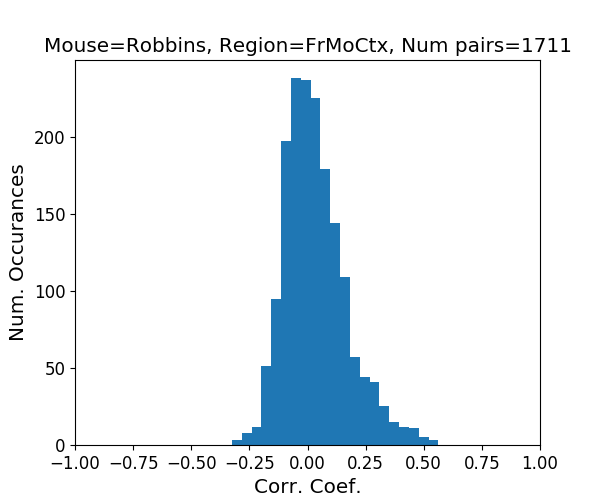 Mouse=Robbins, Region=FrMoCtx, Num pairs=1711
Num. Occurances
200
150
100
50
0
−1.00 −0.75 −0.50 −0.25 0.00 0.25 0.50 0.75 1.00
Corr. Coef.